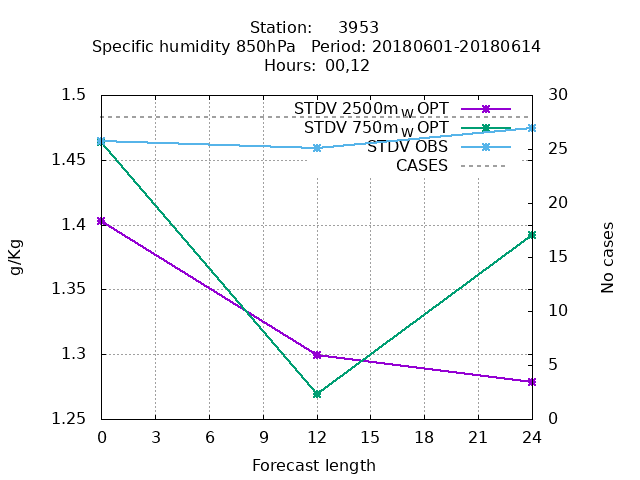 Station: 3953
Specific humidity 850hPa Period: 20180601-20180614
Hours: 00,12
1.5
1.45
1.4
1.35
1.3
1.25
g/Kg
STDV 2500m_W OPT
STDV 750m_W OPT
STDV OBS
CASES
30
25
20
15
10
5
0
No cases
0 3 6 9 12 15 18 21 24
Forecast length